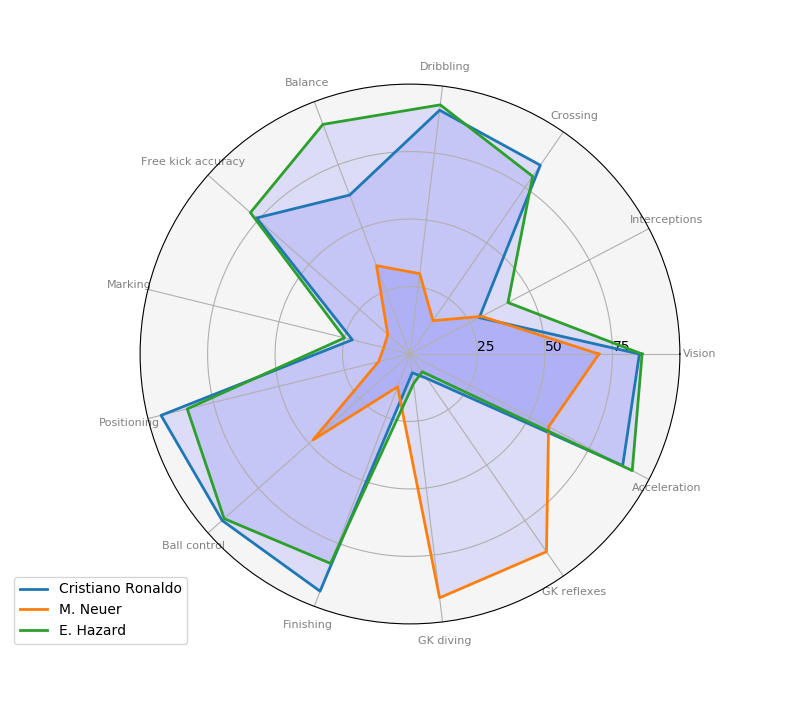 Dribbling
Balance
Crossing
Free kick accuracy
Interceptions
Marking
25
50
75
Vision
Positioning
Acceleration
Ball control
GK reflexes
Finishing
GK diving
Cristiano Ronaldo
M. Neuer
E. Hazard